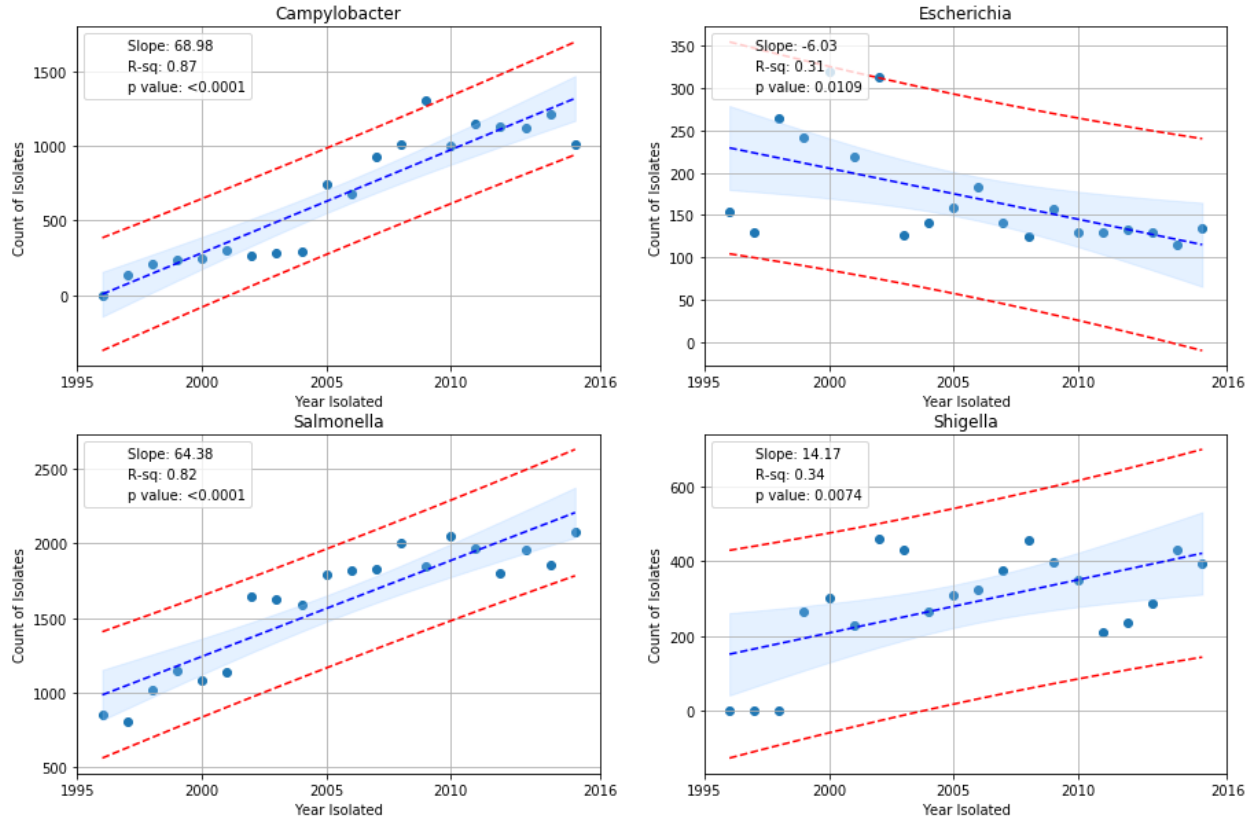 Campylobacter
Slope: 68.98
R-sq: 0.87
p value: <0.0001
1500
1000
500
0
Count of Isolates
1995
2000
2005
2010
2016
Year Isolated
Escherichia
Slope: -6.03
R-sq: 0.31
p value: 0.0109
350
300
250
200
150
100
50
0
Count of Isolates
1995
2000
2005
2010
2016
Year Isolated
Salmonella
Slope: 64.38
R-sq: 0.82
p value: <0.0001
2500
2000
1500
1000
500
Count of Isolates
1995
2000
2005
2010
2016
Year Isolated
Shigella
Slope: 14.17
R-sq: 0.34
p value: 0.0074
600
400
200
0
Count of Isolates
1995
2000
2005
2010
2016
Year Isolated